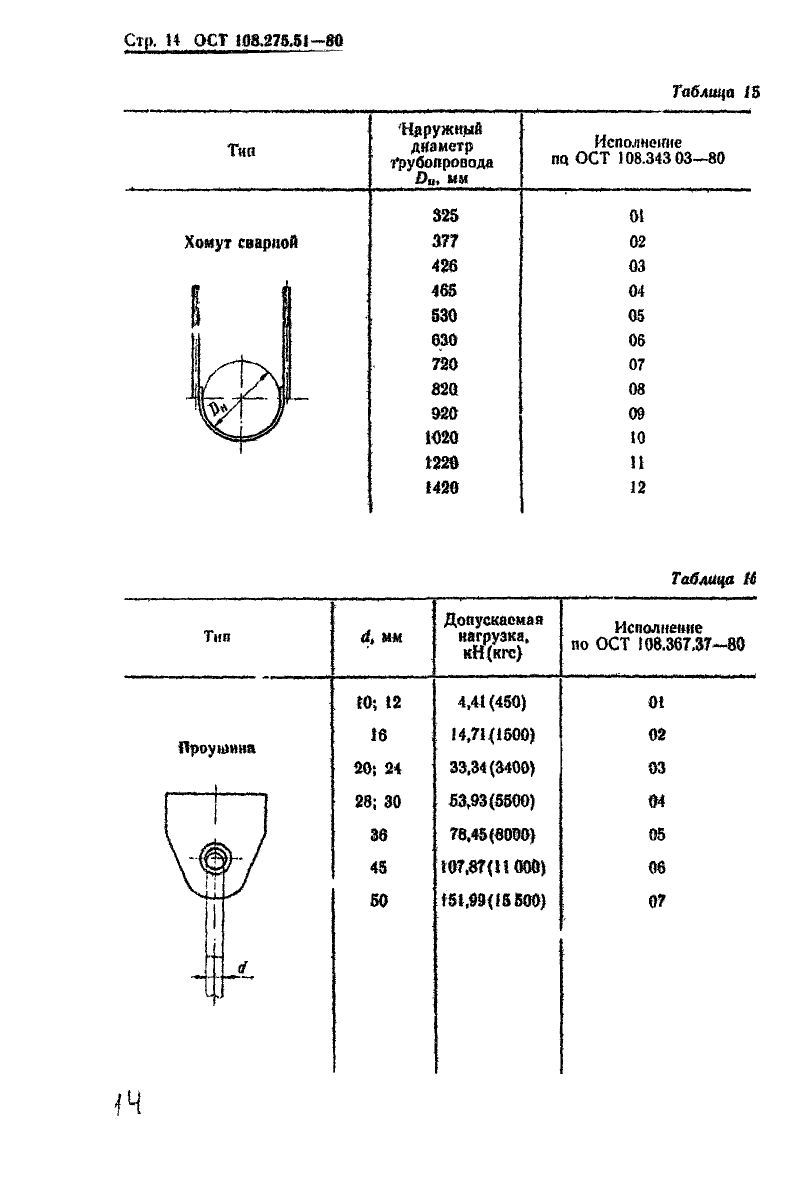 Стр. 14 ОСТ 108.275.51—80
Таблица 15
Тип
Наружный
диаметр
трубопровода
Dн, мм
Исполнение
по ОСТ 108.343 03—80
Хомут сварной
Dн
325 01
377 02
426 03
465 04
530 05
630 06
720 07
820 08
920 09
1020 10
1220 11
1420 12
Таблица 16
Тип
d, мм
Допускаемая
нагрузка,
кН(кгс)
Исполнение
по ОСТ 108.367.37—80
Проушина
d
10; 12 4,41 (450) 01
16 14,71 (1500) 02
20; 24 33,34 (3400) 03
28; 30 53,93 (5500) 04
36 78,45 (8000) 05
45 107,87 (11 000) 06
50 151,99 (15 500) 07
14